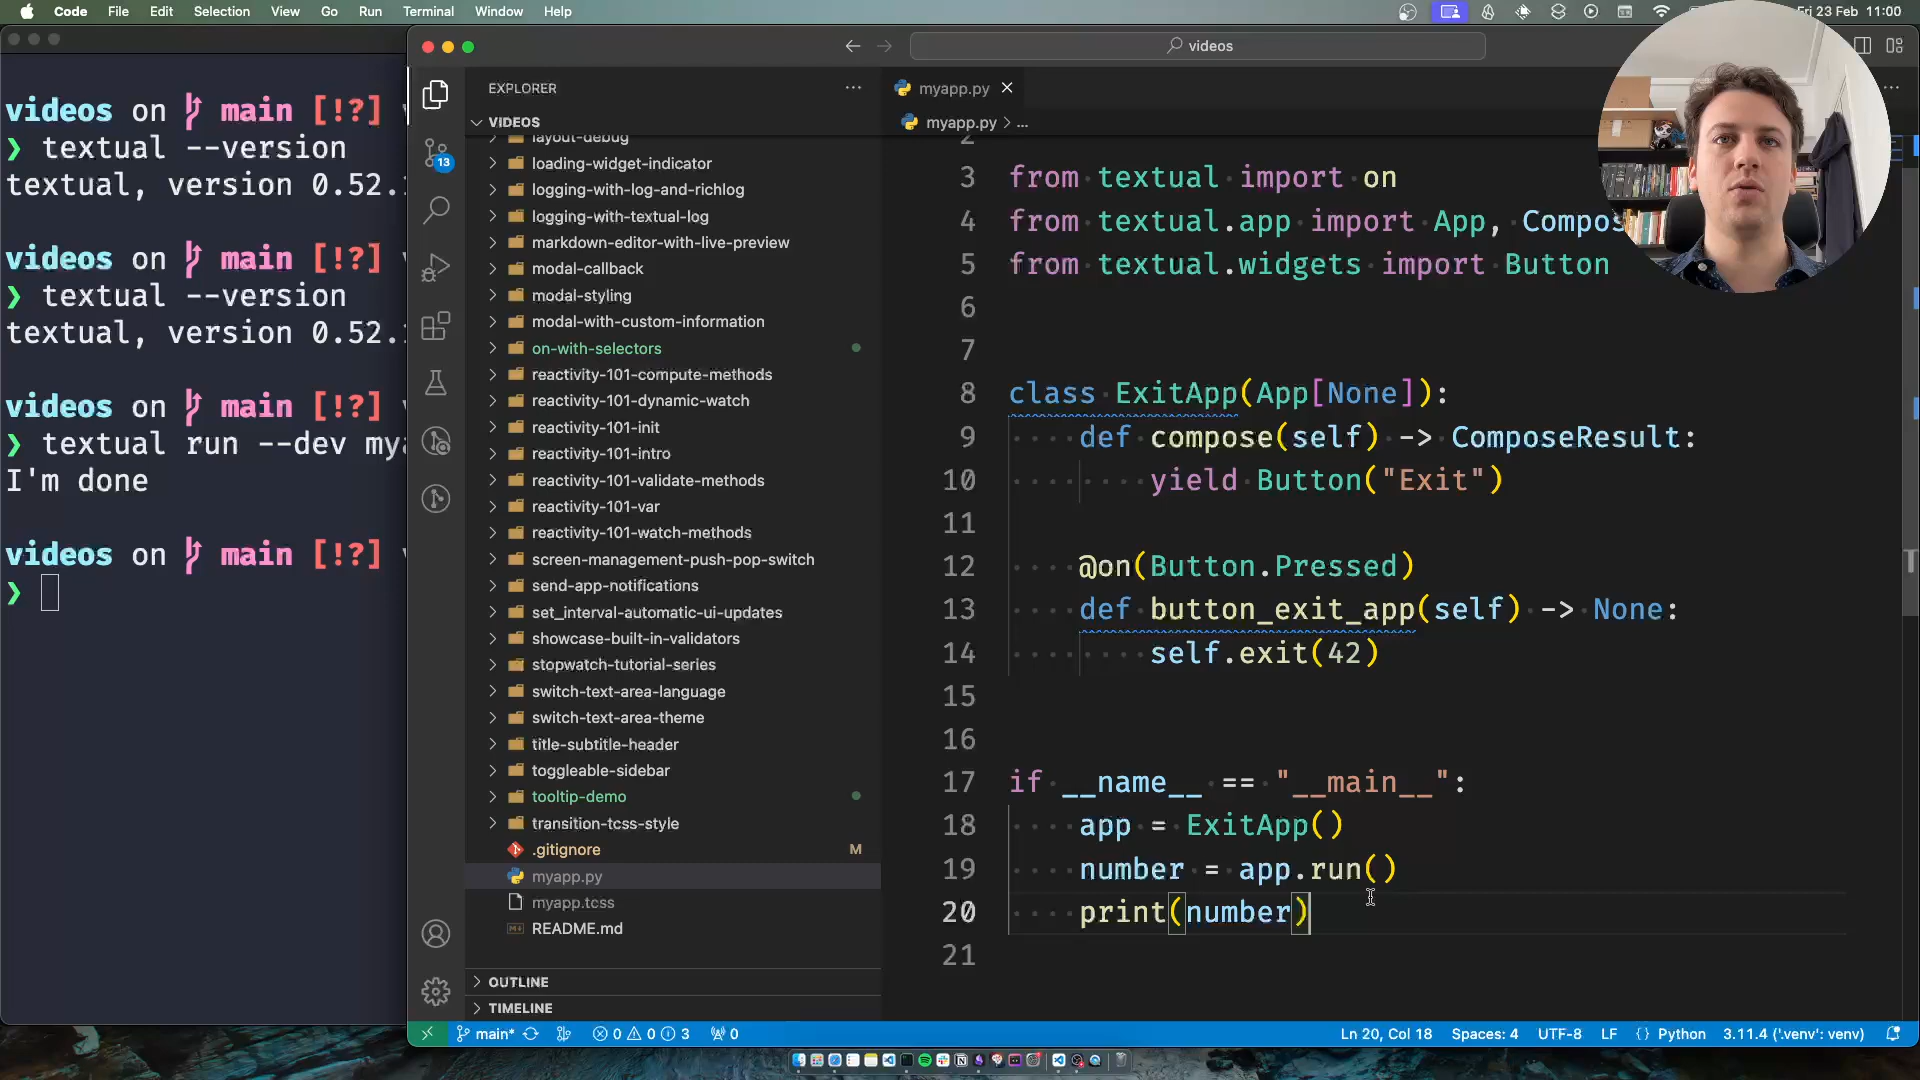 Code File Edit Selection View Go Run Terminal Window Help
Fri 23 Feb 11:00
videos on main [!?]
❯ textual --version
textual, version 0.52.
videos on main [!?]
❯ textual --version
textual, version 0.52.
videos on main [!?]
❯ textual run --dev mya
I'm done
videos on main [!?]
❯
videos
EXPLORER
VIDEOS
layout-debug
loading-widget-indicator
logging-with-log-and-richlog
logging-with-textual-log
markdown-editor-with-live-preview
modal-callback
modal-styling
modal-with-custom-information
on-with-selectors
reactivity-101-compute-methods
reactivity-101-dynamic-watch
reactivity-101-init
reactivity-101-intro
reactivity-101-validate-methods
reactivity-101-var
reactivity-101-watch-methods
screen-management-push-pop-switch
send-app-notifications
set_interval-automatic-ui-updates
showcase-built-in-validators
stopwatch-tutorial-series
switch-text-area-language
switch-text-area-theme
title-subtitle-header
toggleable-sidebar
tooltip-demo
transition-tcss-style
.gitignore M
myapp.py
myapp.tcss
README.md
OUTLINE
TIMELINE
13
myapp.py
myapp.py > ...
2
3 from textual import on
4 from textual.app import App, Compos
5 from textual.widgets import Button
6
7
8 class ExitApp(App[None]):
9 def compose(self) -> ComposeResult:
10 yield Button("Exit")
11
12 @on(Button.Pressed)
13 def button_exit_app(self) -> None:
14 self.exit(42)
15
16
17 if __name__ == "__main__":
18 app = ExitApp()
19 number = app.run()
20 print(number)
21
main* 0 0 3 0
Ln 20, Col 18 Spaces: 4 UTF-8 LF {} Python 3.11.4 ('.venv': venv)